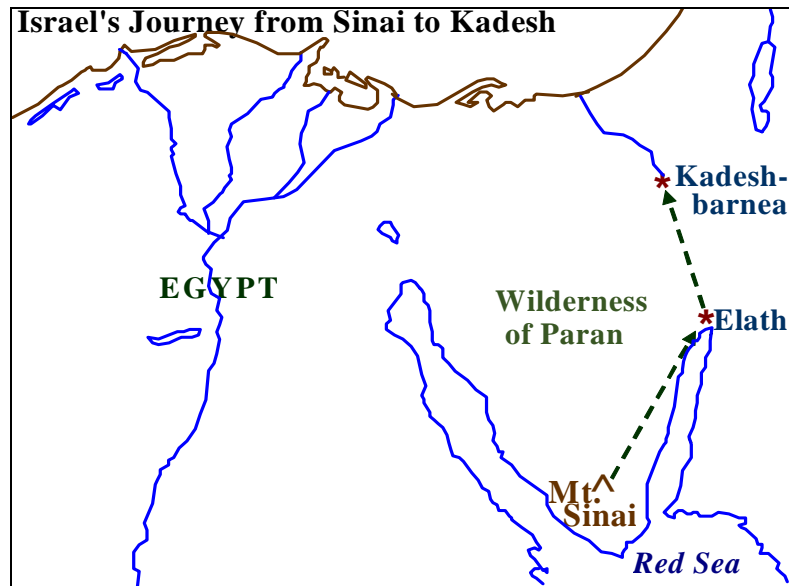 Israel's Journey from Sinai to Kadesh
Kadesh-
barnea
EGYPT
Wilderness
of Paran
Elath
Mt.
Sinai
Red Sea